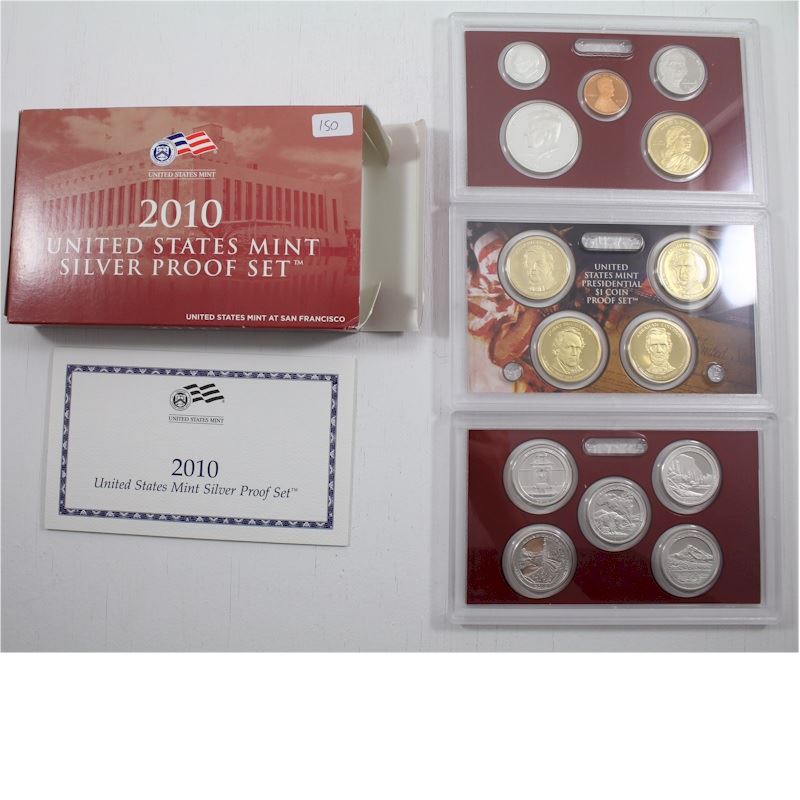 150
UNITED STATES MINT
2010
UNITED STATES MINT
SILVER PROOF SET™
UNITED STATES MINT AT SAN FRANCISCO
UNITED STATES MINT
2010
United States Mint Silver Proof Set™
UNITED
STATES MINT
PRESIDENTIAL
$1 COIN
PROOF SET™